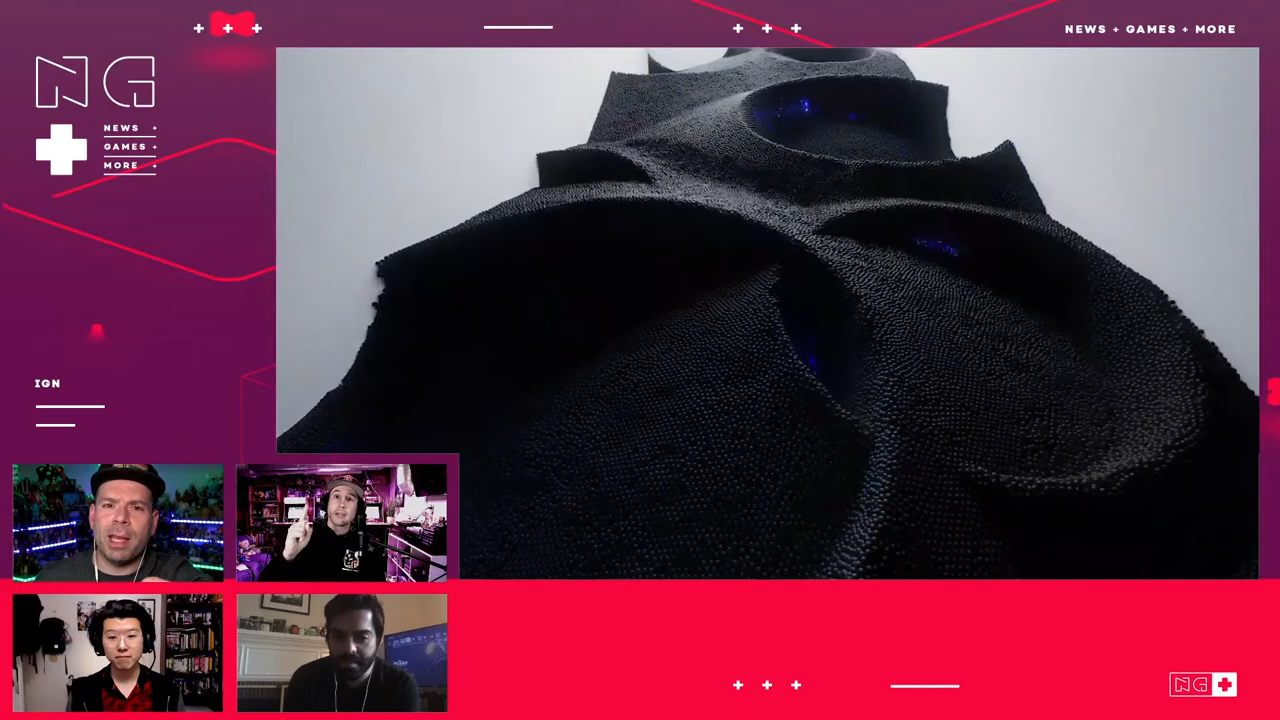 NEWS + GAMES + MORE
NG
NEWS +
GAMES +
MORE +
IGN
NG+